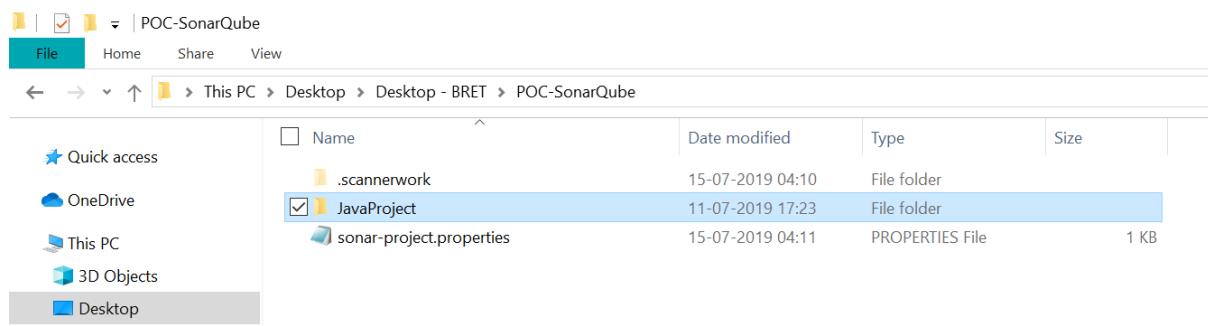 POC-SonarQube
File Home Share View
This PC Desktop Desktop - BRET POC-SonarQube
Name Date modified Type Size
Quick access
.scannerwork 15-07-2019 04:10 File folder
OneDrive
JavaProject 11-07-2019 17:23 File folder
This PC
sonar-project.properties 15-07-2019 04:11 PROPERTIES File 1 KB
3D Objects
Desktop